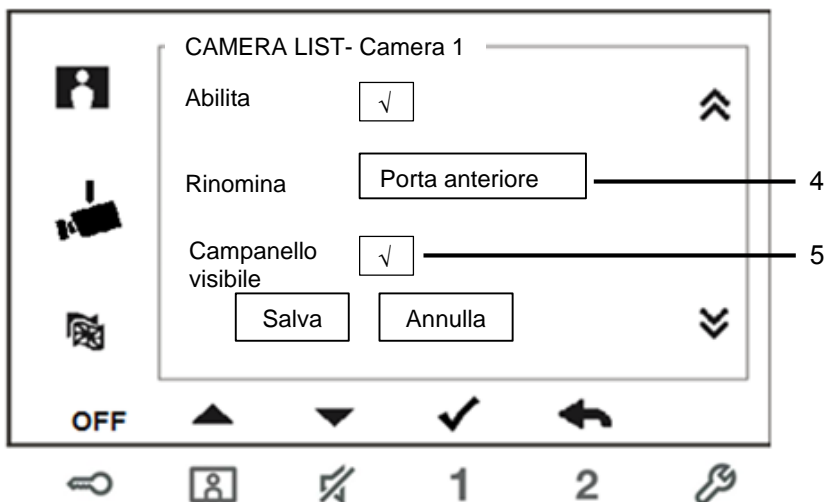 CAMERA LIST- Camera 1
Abilita √
Rinomina Porta anteriore 4
Campanello visibile √ 5
Salva Annulla
OFF
1 2